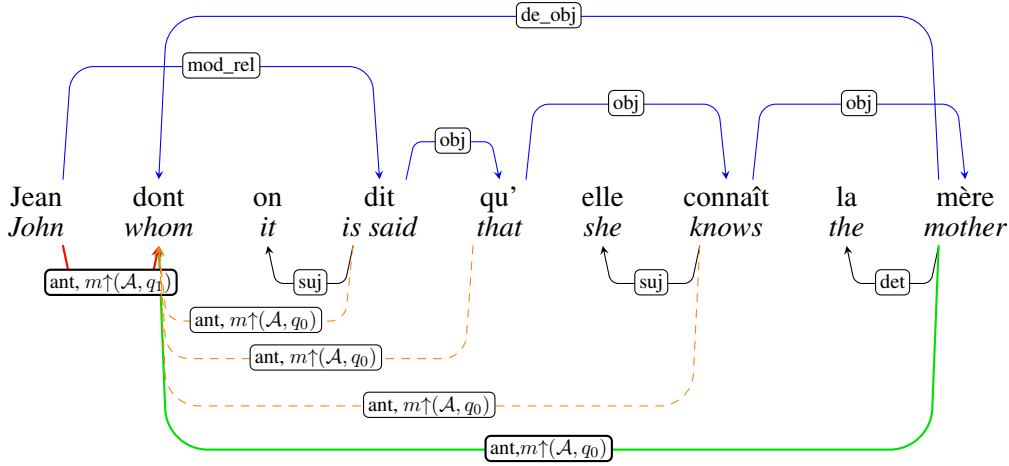 de_obj
mod_rel
obj
obj
obj
Jean dont on dit qu' elle connaît la mère
John whom it is said that she knows the mother
ant, m↑(𝒜, q₁)
suj
suj
det
ant, m↑(𝒜, q₀)
ant, m↑(𝒜, q₀)
ant, m↑(𝒜, q₀)
ant,m↑(𝒜, q₀)